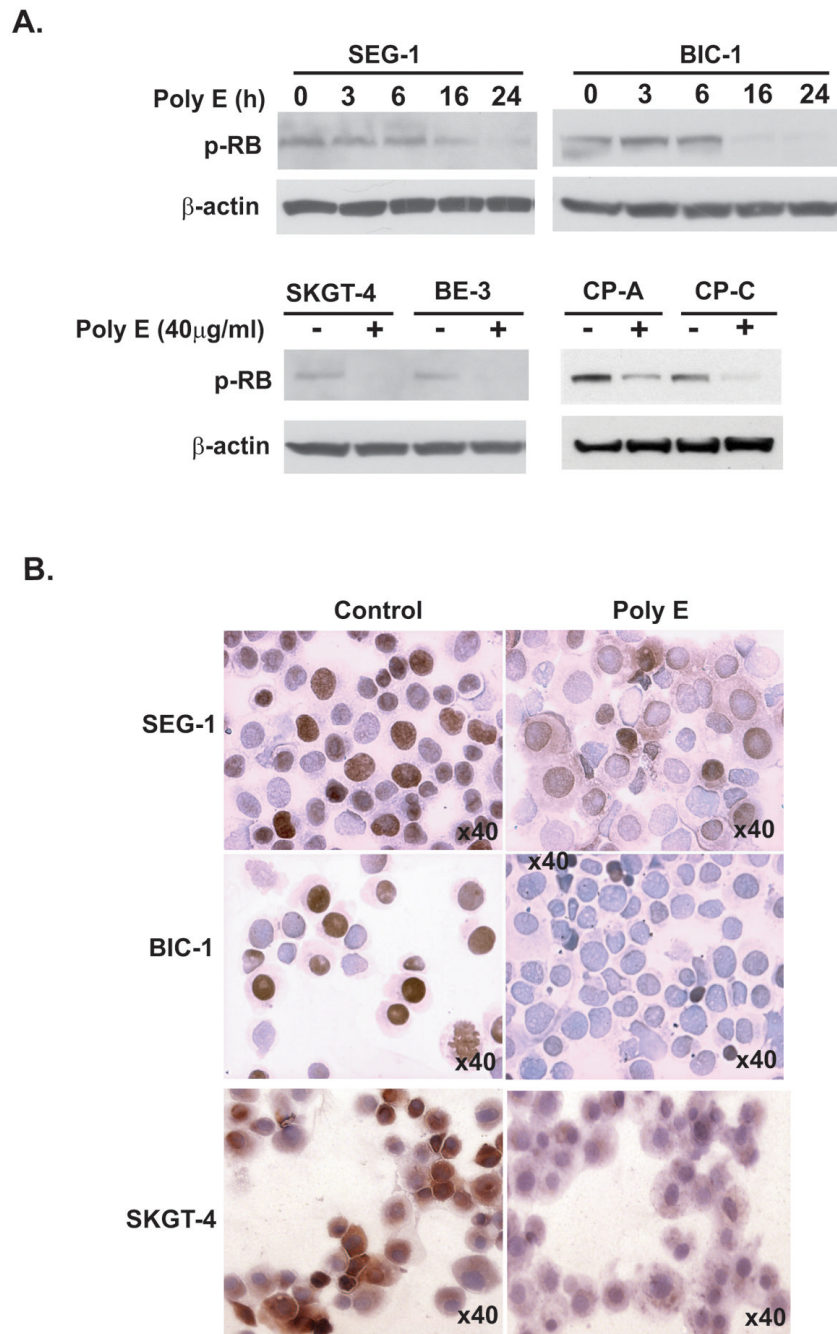 A.
SEG-1 BIC-1
Poly E (h) 0 3 6 16 24 0 3 6 16 24
p-RB
β-actin
SKGT-4 BE-3 CP-A CP-C
Poly E (40μg/ml) - + - + - + - +
p-RB
β-actin
B.
Control Poly E
SEG-1
x40 x40
x40
BIC-1
x40 x40
SKGT-4
x40 x40